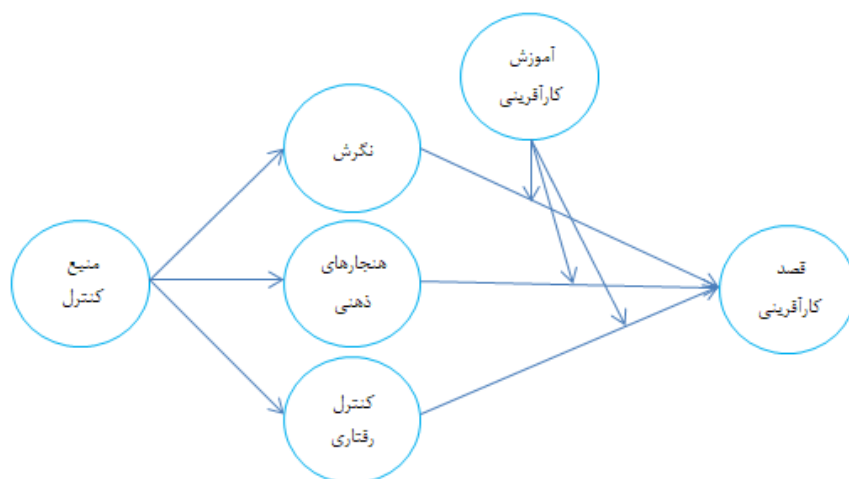 آموزش
کارآفرینی
نگرش
منبع
کنترل
هنجارهای
ذهنی
قصد
کارآفرینی
کنترل
رفتاری